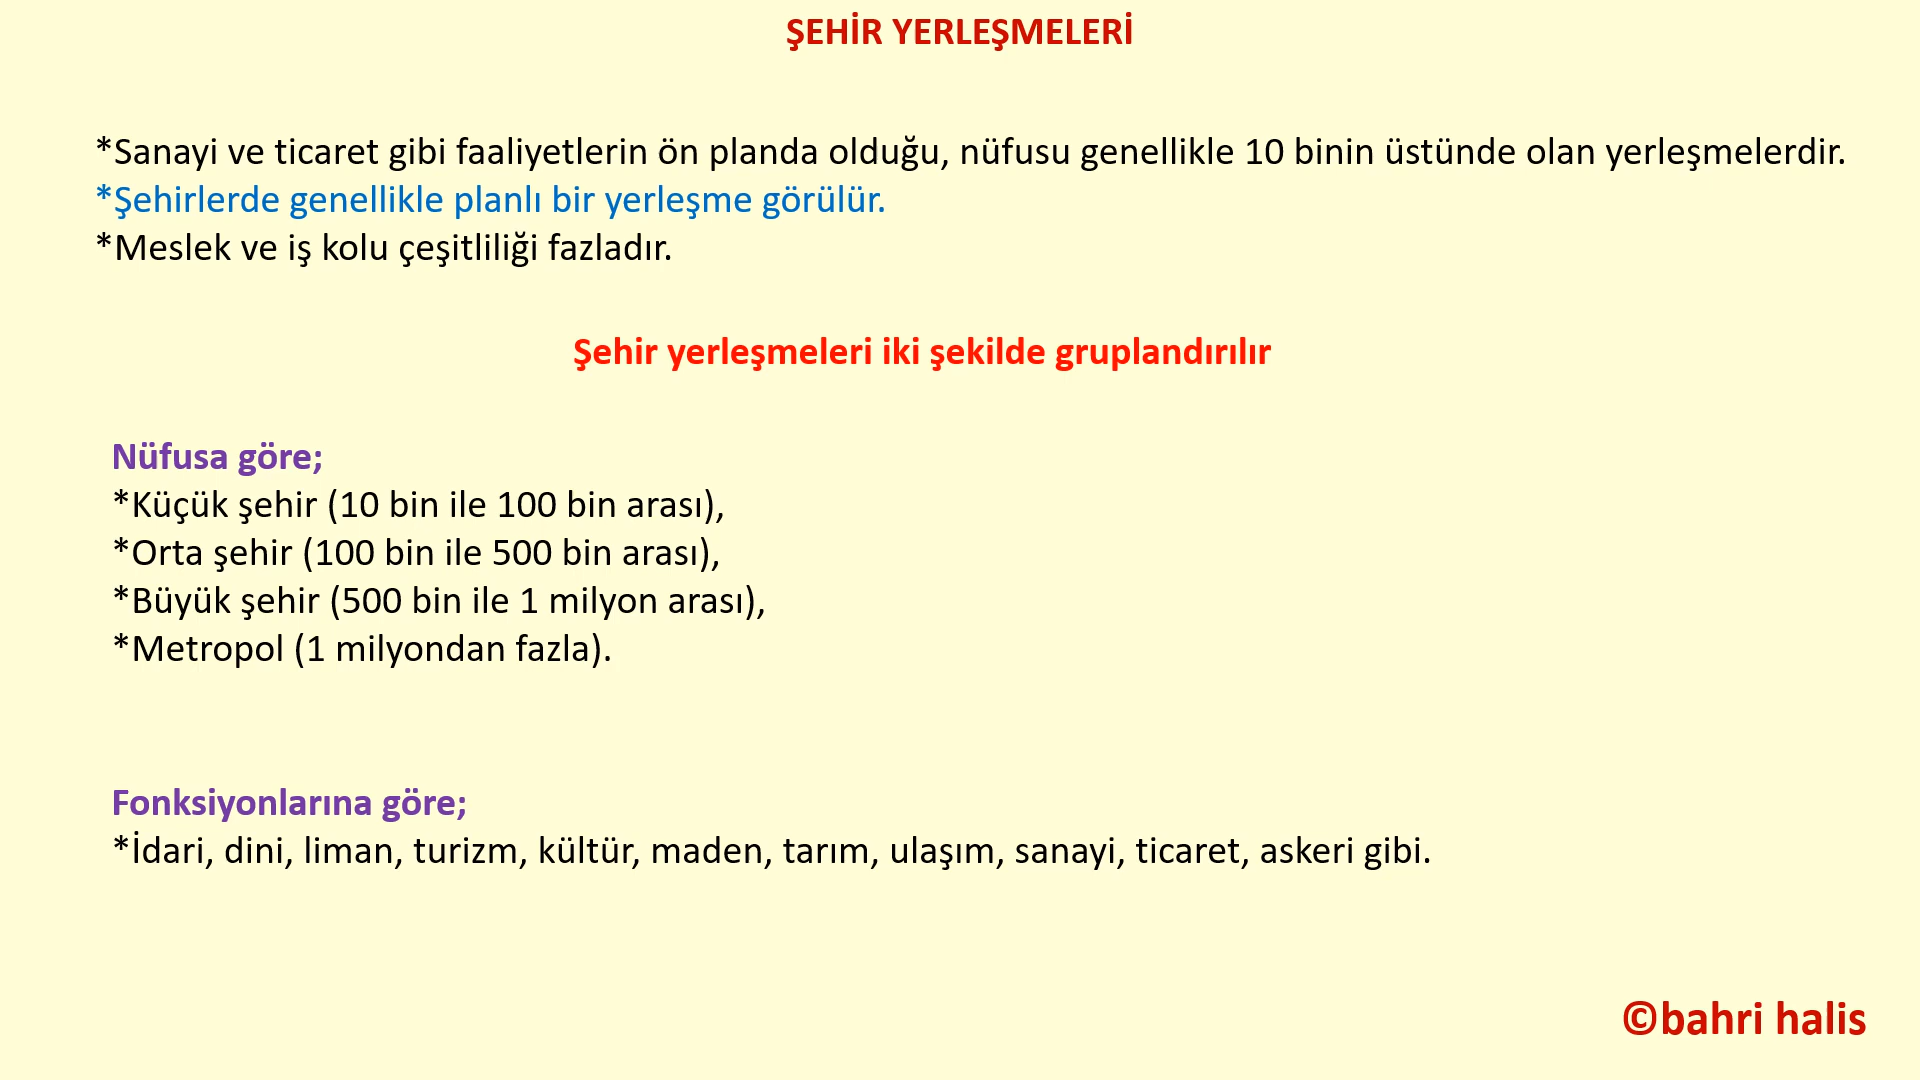 ŞEHİR YERLEŞMELERİ
*Sanayi ve ticaret gibi faaliyetlerin ön planda olduğu, nüfusu genellikle 10 binin üstünde olan yerleşmelerdir.
*Şehirlerde genellikle planlı bir yerleşme görülür.
*Meslek ve iş kolu çeşitliliği fazladır.
Şehir yerleşmeleri iki şekilde gruplandırılır
Nüfusa göre;
*Küçük şehir (10 bin ile 100 bin arası),
*Orta şehir (100 bin ile 500 bin arası),
*Büyük şehir (500 bin ile 1 milyon arası),
*Metropol (1 milyondan fazla).
Fonksiyonlarına göre;
*İdari, dini, liman, turizm, kültür, maden, tarım, ulaşım, sanayi, ticaret, askeri gibi.
©bahri halis